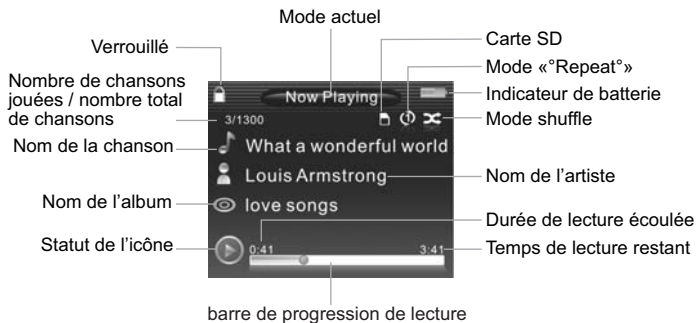 Mode actuel
Verrouillé
Carte SD
Mode «°Repeat°»
Nombre de chansons
jouées / nombre total
de chansons
Indicateur de batterie
Mode shuffle
Now Playing
3/1300
Nom de la chanson
What a wonderful world
Louis Armstrong
Nom de l’artiste
Nom de l’album
love songs
Durée de lecture écoulée
Statut de l’icône
0:41
3:41
Temps de lecture restant
barre de progression de lecture